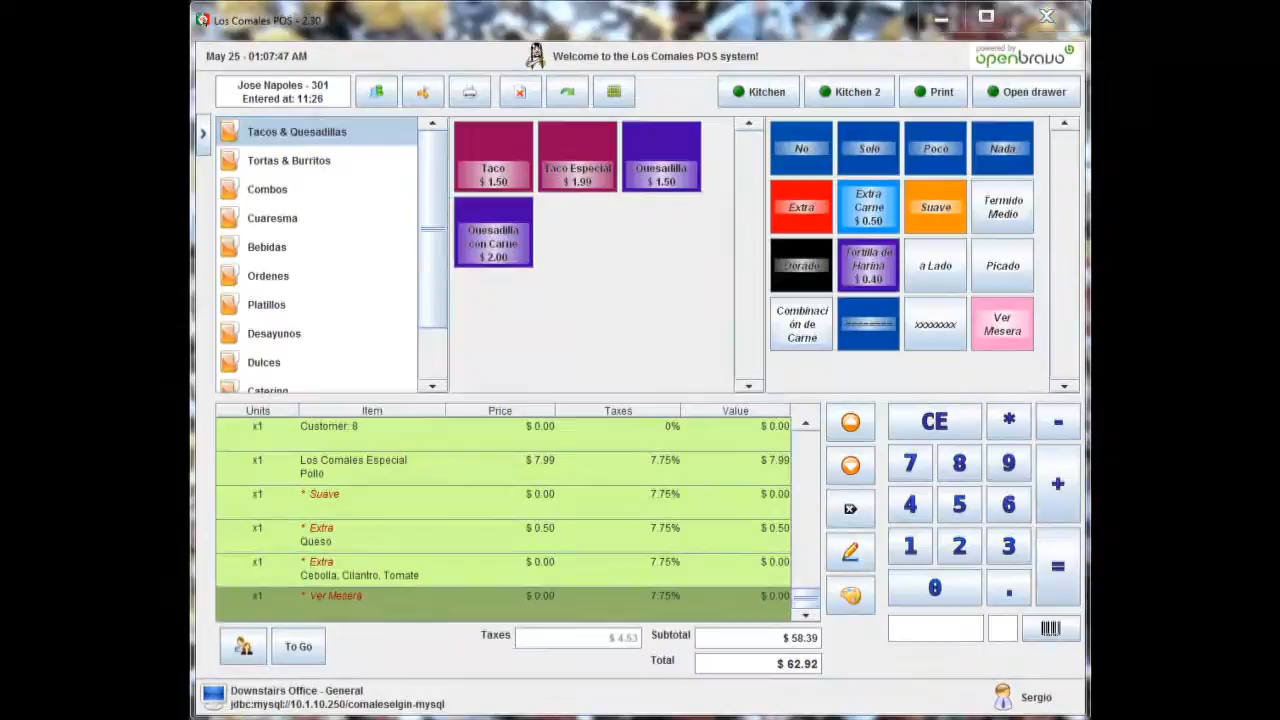 Los Comales POS - 2.30
May 25 - 01:07:47 AM
Welcome to the Los Comales POS system!
powered by
openbravo
Jose Napoles - 301
Entered at: 11:26
Kitchen
Kitchen 2
Print
Open drawer
Tacos & Quesadillas
Tortas & Burritos
Combos
Cuaresma
Bebidas
Ordenes
Platillos
Desayunos
Dulces
Catering
Taco
$ 1.50
Taco Especial
$ 1.99
Quesadilla
$ 1.50
Quesadilla
con Carne
$ 2.00
No
Solo
Poco
Nada
Extra
Extra
Carne
$ 0.50
Suave
Termido
Medio
Dorado
Tortilla de
Harina
$ 0.40
a Lado
Picado
Combinaci
ón de
Carne
----------
xxxxxxxx
Ver
Mesera
Units Item Price Taxes Value
x1 Customer: 8 $ 0.00 0% $ 0.00
x1 Los Comales Especial $ 7.99 7.75% $ 7.99
Pollo
x1 * Suave $ 0.00 7.75% $ 0.00
x1 * Extra $ 0.50 7.75% $ 0.50
Queso
x1 * Extra $ 0.00 7.75% $ 0.00
Cebolla, Cilantro, Tomate
x1 * Ver Mesera $ 0.00 7.75% $ 0.00
CE * -
7 8 9 +
4 5 6
1 2 3 =
0 .
To Go
Taxes $ 4.53 Subtotal $ 58.39
Total $ 62.92
Downstairs Office - General
jdbc:mysql://10.1.10.250/comaleselgin-mysql
Sergio